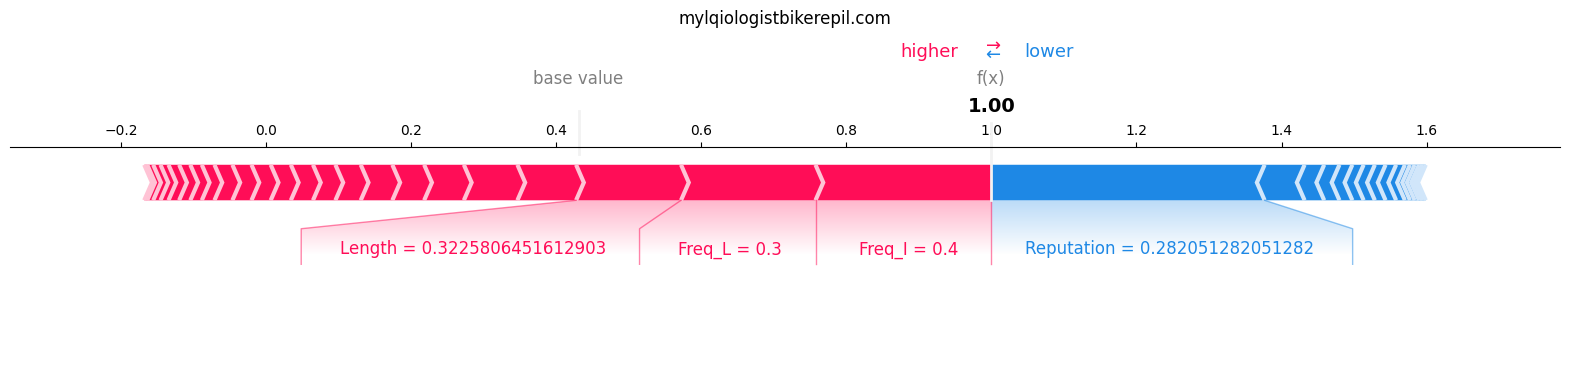 mylqiologistbikerepil.com
higher ⇄ lower
base value f(x)
1.00
−0.2 0.0 0.2 0.4 0.6 0.8 1.0 1.2 1.4 1.6
Length = 0.3225806451612903 Freq_L = 0.3 Freq_I = 0.4 Reputation = 0.282051282051282